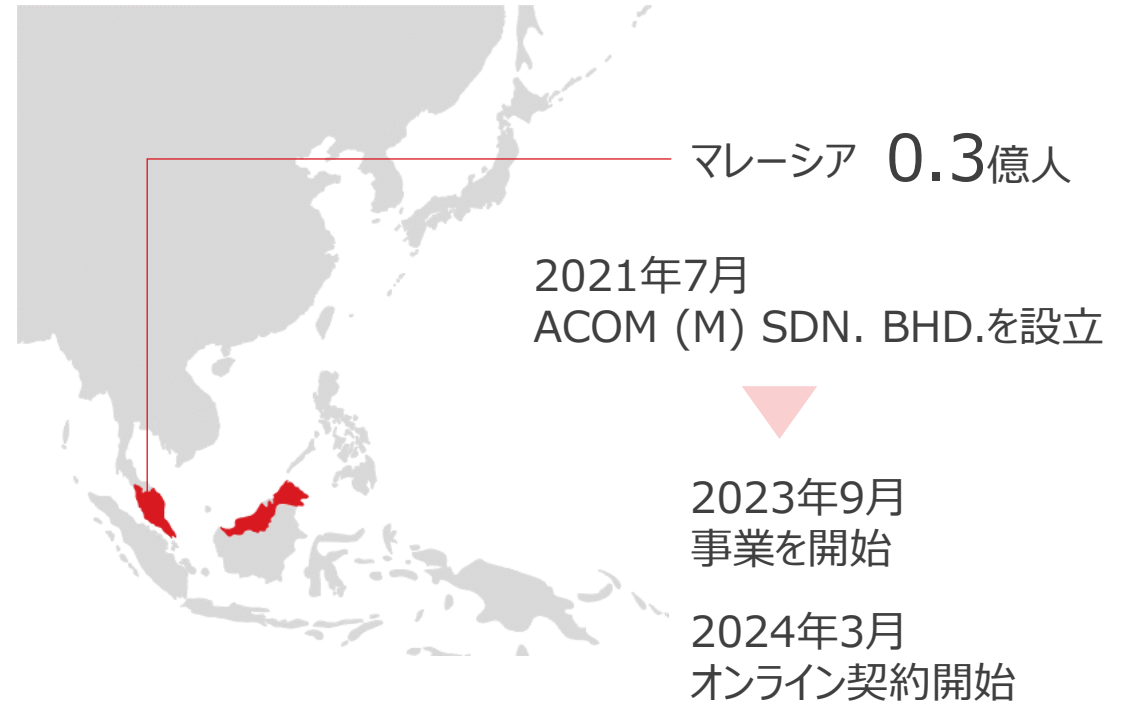 マレーシア 0.3億人
2021年7月
ACOM (M) SDN. BHD.を設立
2023年9月
事業を開始
2024年3月
オンライン契約開始